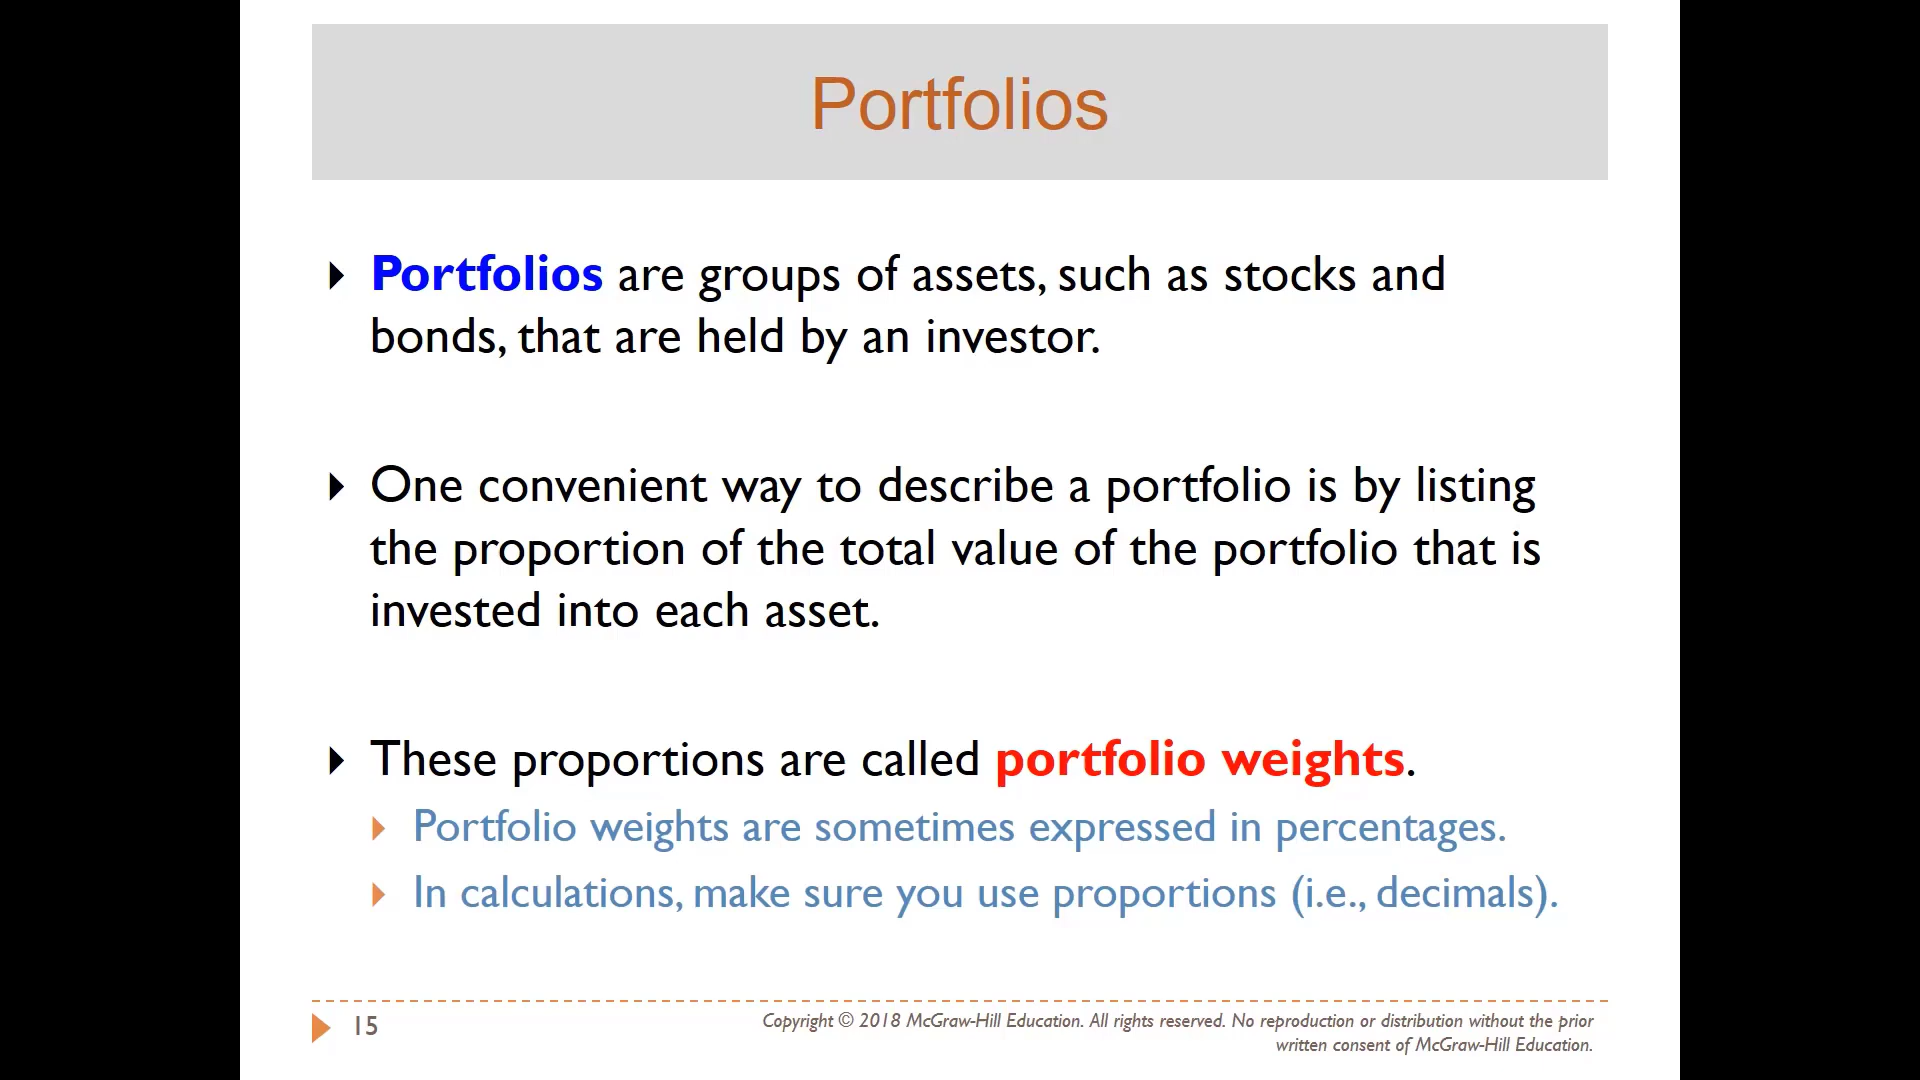 Portfolios
Portfolios are groups of assets, such as stocks and
bonds, that are held by an investor.
One convenient way to describe a portfolio is by listing
the proportion of the total value of the portfolio that is
invested into each asset.
These proportions are called portfolio weights.
Portfolio weights are sometimes expressed in percentages.
In calculations, make sure you use proportions (i.e., decimals).
15
Copyright © 2018 McGraw-Hill Education. All rights reserved. No reproduction or distribution without the prior
written consent of McGraw-Hill Education.